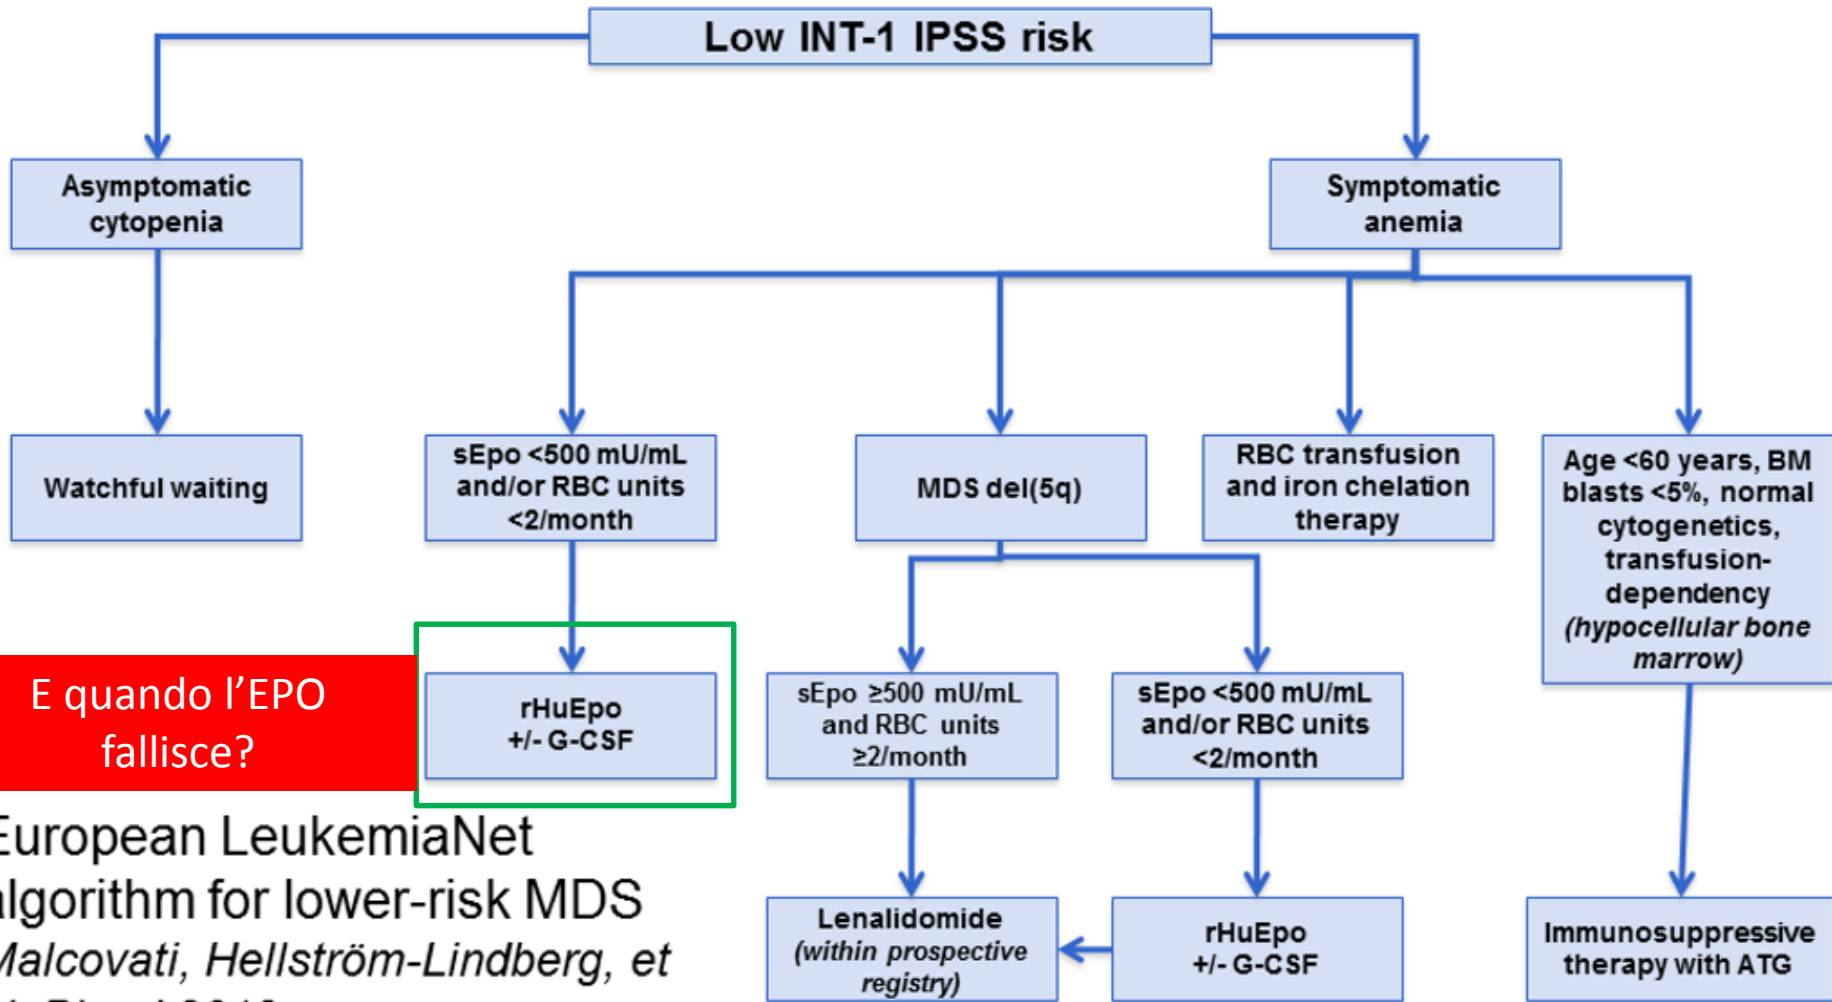 Low INT-1 IPSS risk
Asymptomatic
cytopenia
Symptomatic
anemia
Watchful waiting
sEpo <500 mU/mL
and/or RBC units
<2/month
MDS del(5q)
RBC transfusion
and iron chelation
therapy
Age <60 years, BM
blasts <5%, normal
cytogenetics,
transfusion-
dependency
(hypocellular bone
marrow)
E quando l’EPO
fallisce?
rHuEpo
+/- G-CSF
sEpo ≥500 mU/mL
and RBC units
≥2/month
sEpo <500 mU/mL
and/or RBC units
<2/month
European LeukemiaNet
algorithm for lower-risk MDS
Malcovati, Hellström-Lindberg, et
Lenalidomide
(within prospective
registry)
rHuEpo
+/- G-CSF
Immunosuppressive
therapy with ATG